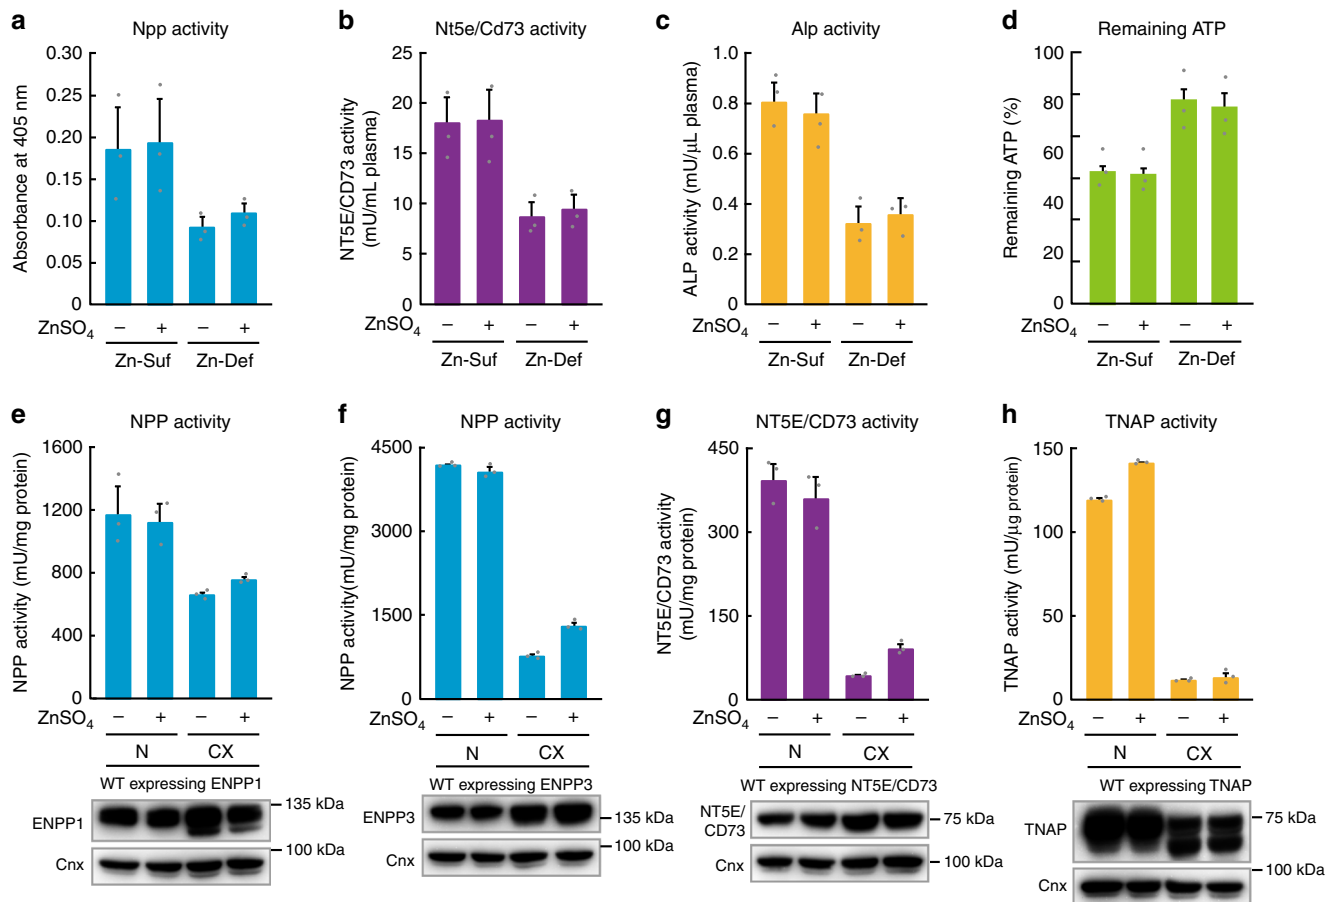 a
Npp activity
Absorbance at 405 nm
0.30
0.25
0.20
0.15
0.10
0.05
0
ZnSO4
– + – +
Zn-Suf Zn-Def
b
Nt5e/Cd73 activity
NT5E/CD73 activity
(mU/mL plasma)
25
20
15
10
5
0
ZnSO4
– + – +
Zn-Suf Zn-Def
c
Alp activity
ALP activity (mU/μL plasma)
1.0
0.8
0.6
0.4
0.2
0
ZnSO4
– + – +
Zn-Suf Zn-Def
d
Remaining ATP
Remaining ATP (%)
100
80
60
40
20
0
ZnSO4
– + – +
Zn-Suf Zn-Def
e
NPP activity
NPP activity (mU/mg protein)
1600
1200
800
400
0
ZnSO4
– + – +
N CX
WT expressing ENPP1
ENPP1
135 kDa
100 kDa
Cnx
f
NPP activity
NPP activity(mU/mg protein)
4500
3000
1500
0
ZnSO4
– + – +
N CX
WT expressing ENPP3
ENPP3
135 kDa
100 kDa
Cnx
g
NT5E/CD73 activity
NT5E/CD73 activity
(mU/mg protein)
450
300
150
0
ZnSO4
– + – +
N CX
WT expressing NT5E/CD73
NT5E/
CD73
75 kDa
Cnx
100 kDa
h
TNAP activity
TNAP activity (mU/μg protein)
150
100
50
0
ZnSO4
– + – +
N CX
WT expressing TNAP
TNAP
75 kDa
100 kDa
Cnx